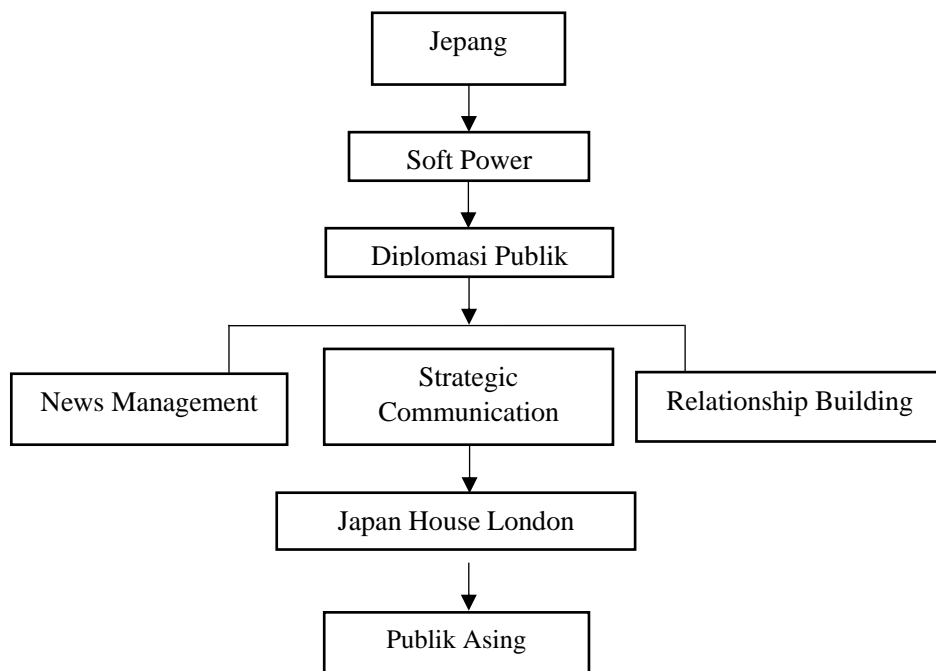 Jepang
Soft Power
Diplomasi Publik
News Management
Strategic
Communication
Relationship Building
Japan House London
Publik Asing